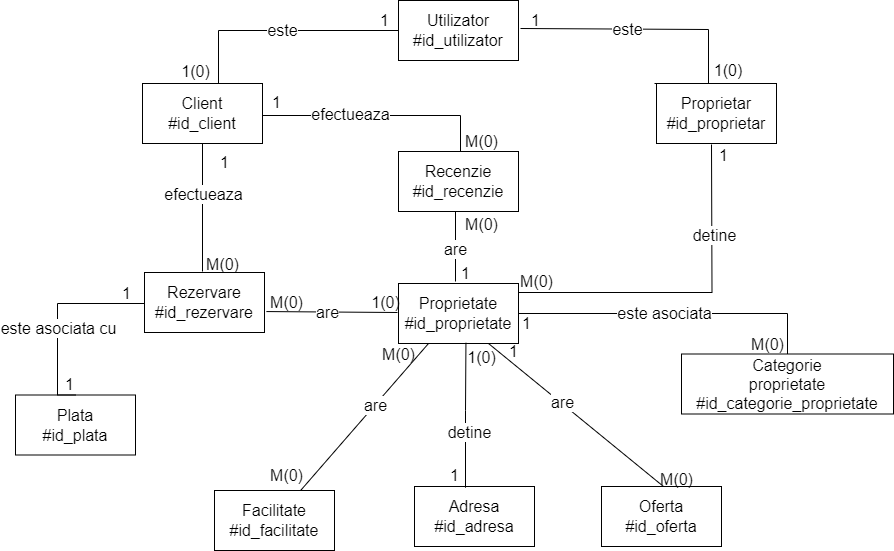 Utilizator
#id_utilizator
1
este
1(0)
1
este
1(0)
Client
#id_client
1
efectueaza
M(0)
Proprietar
#id_proprietar
1
efectueaza
M(0)
Recenzie
#id_recenzie
M(0)
are
1
1
detine
M(0)
Rezervare
#id_rezervare
M(0)
are
1(0)
Proprietate
#id_proprietate
1
este asociata
M(0)
1
este asociata cu
1
Categorie
proprietate
#id_categorie_proprietate
Plata
#id_plata
M(0)
are
M(0)
1(0)
detine
1
1
are
M(0)
Facilitate
#id_facilitate
Adresa
#id_adresa
Oferta
#id_oferta